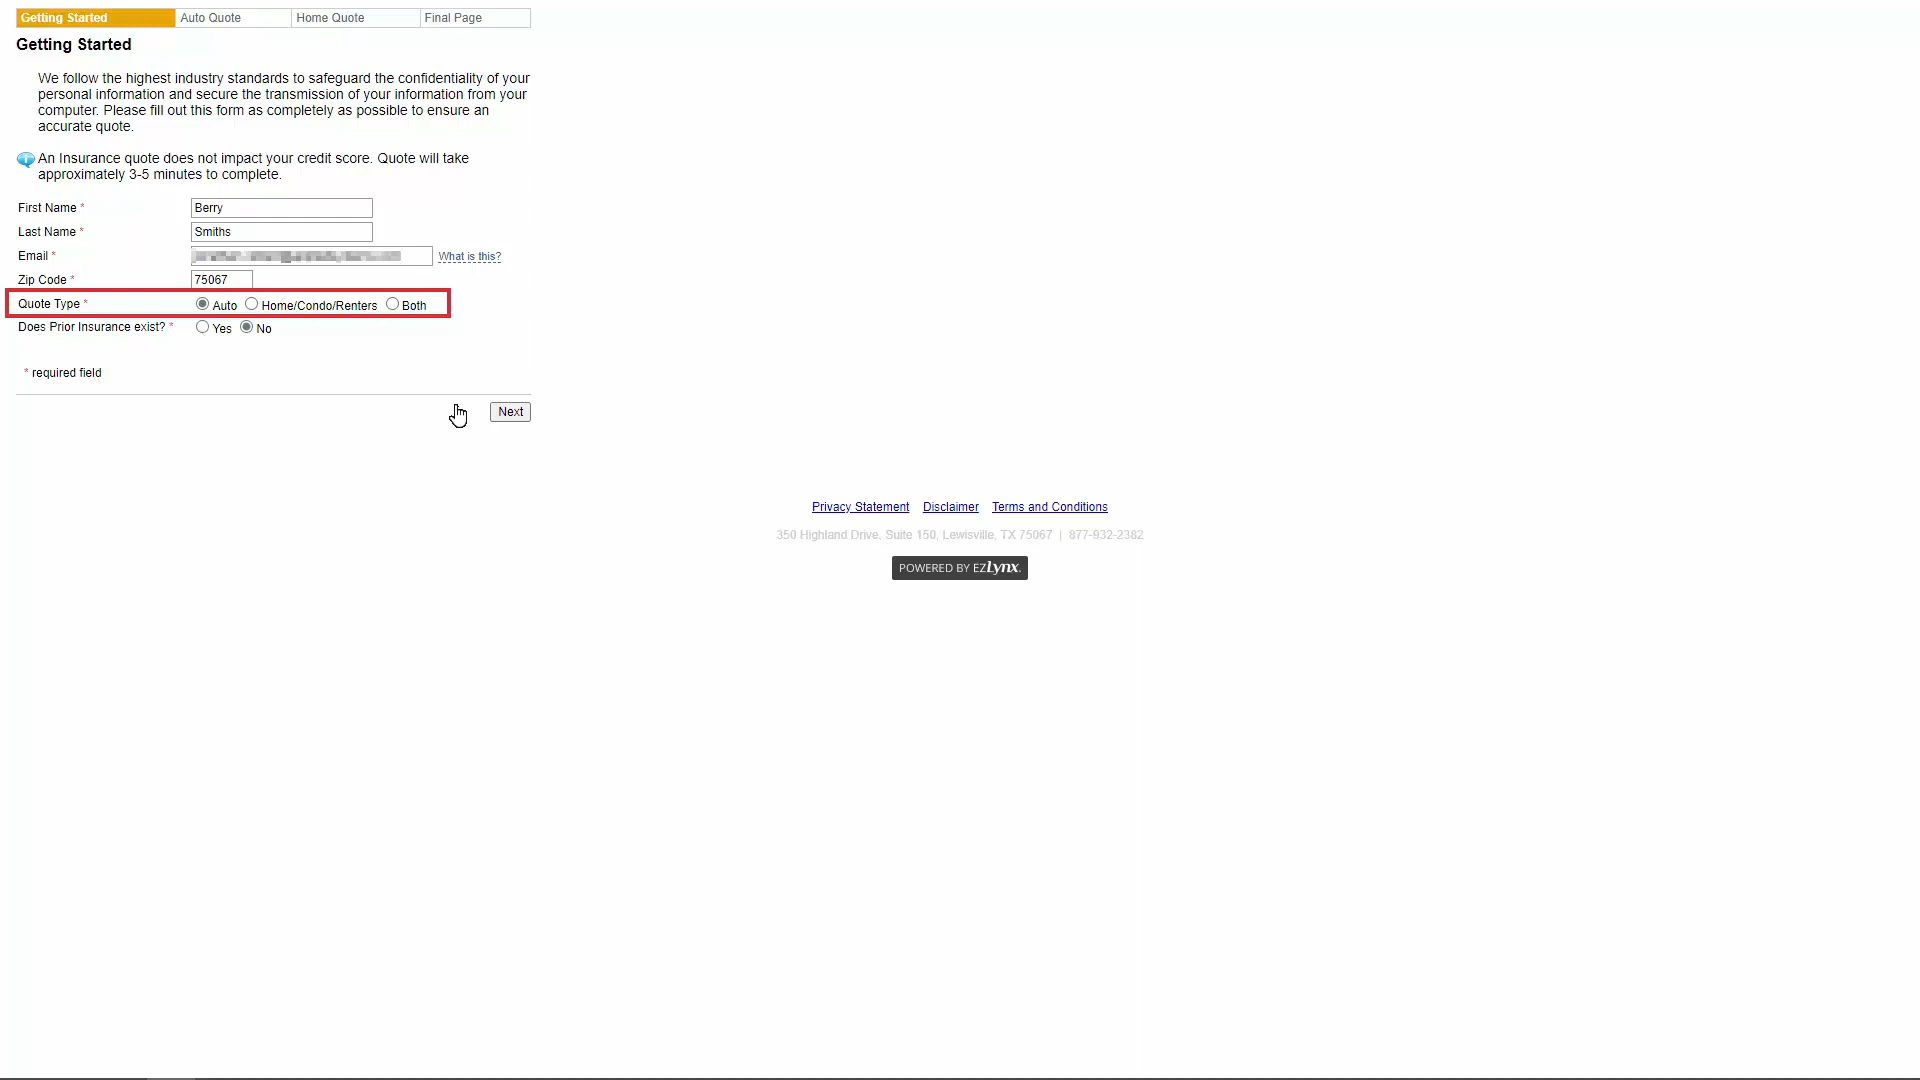 Getting Started
Auto Quote
Home Quote
Final Page
Getting Started
We follow the highest industry standards to safeguard the confidentiality of your
personal information and secure the transmission of your information from your
computer. Please fill out this form as completely as possible to ensure an
accurate quote.
An Insurance quote does not impact your credit score. Quote will take
approximately 3-5 minutes to complete.
First Name * Berry
Last Name * Smiths
Email * What is this?
Zip Code * 75067
Quote Type * Auto Home/Condo/Renters Both
Does Prior Insurance exist? * Yes No
* required field
Next
Privacy Statement Disclaimer Terms and Conditions
350 Highland Drive, Suite 150, Lewisville, TX 75067 | 877-932-2382
POWERED BY EZLynx.